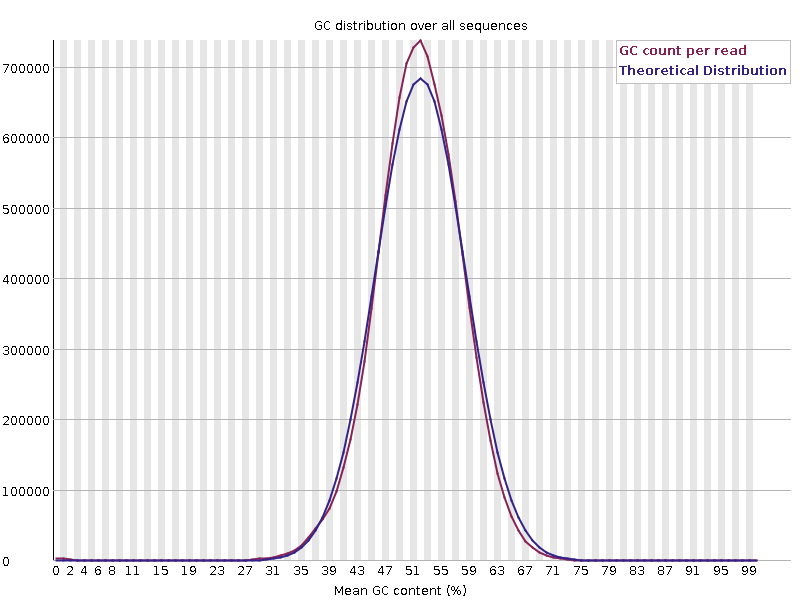 GC distribution over all sequences
GC count per read
Theoretical Distribution
700000
600000
500000
400000
300000
200000
100000
0
0 2 4 6 8 11 15 19 23 27 31 35 39 43 47 51 55 59 63 67 71 75 79 83 87 91 95 99
Mean GC content (%)